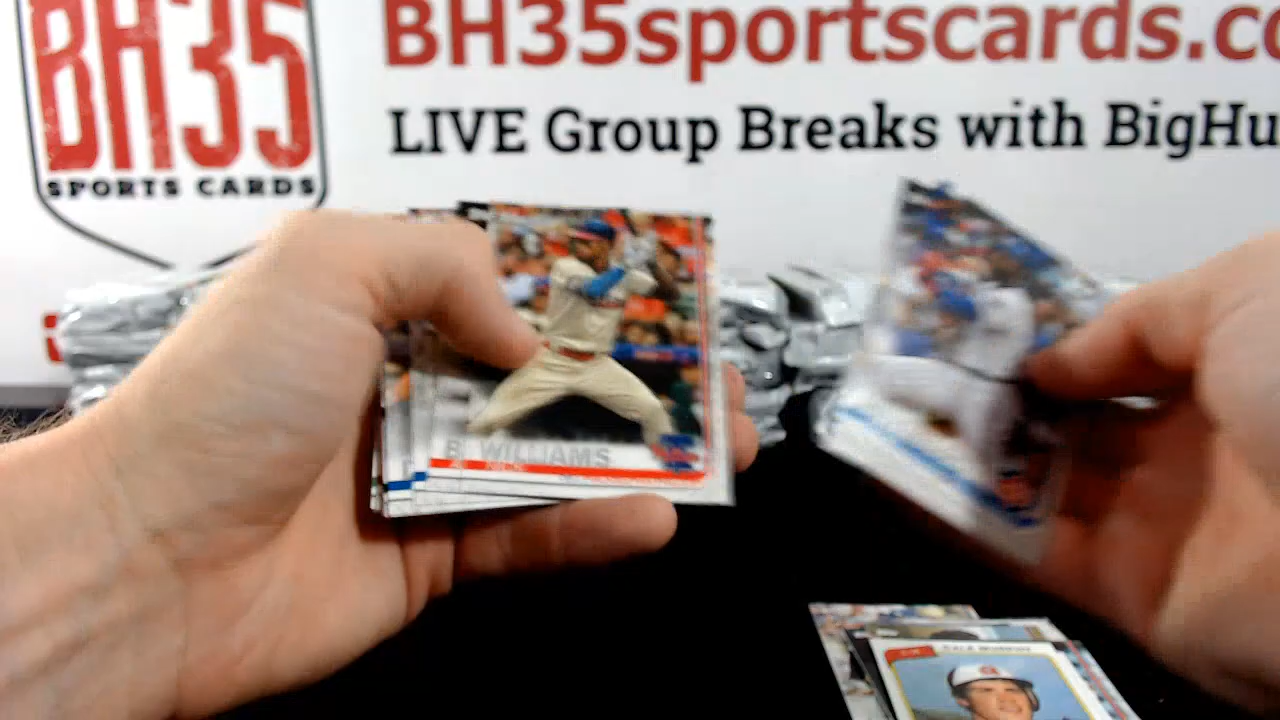 BH35
SPORTS CARDS
BH35sportscards.co
LIVE Group Breaks with BigHu
WILLIAMS